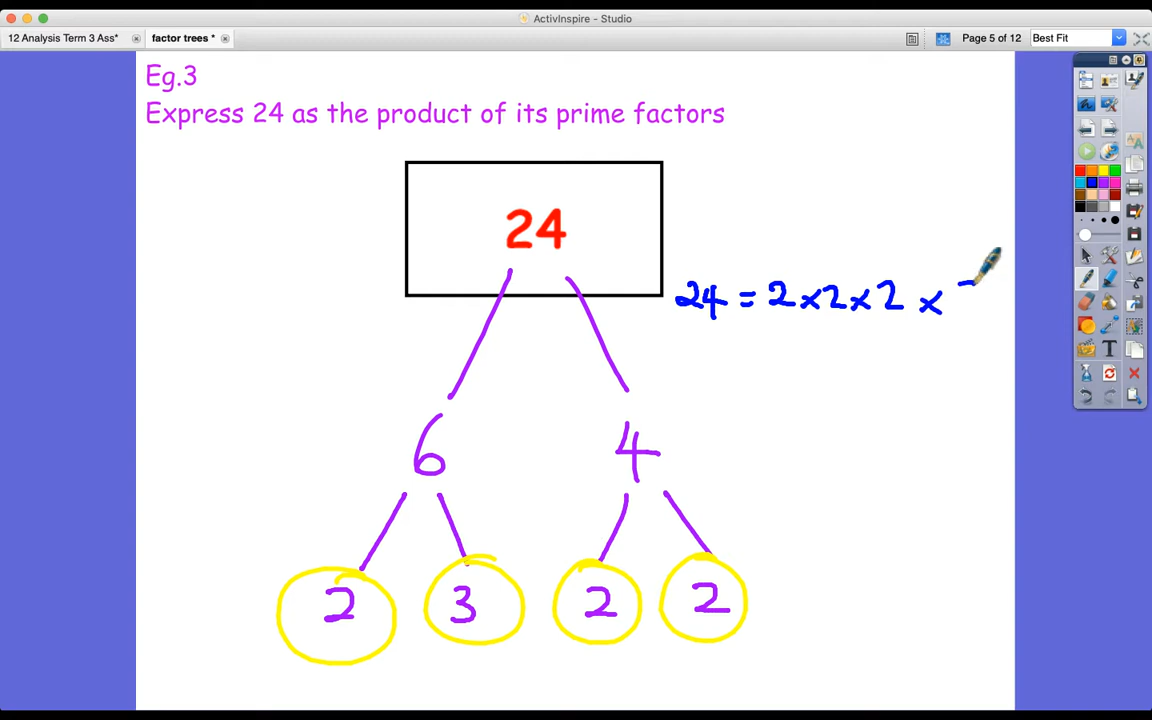 ActivInspire - Studio
12 Analysis Term 3 Ass*
factor trees *
Page 5 of 12
Best Fit
Eg.3
Express 24 as the product of its prime factors
24
24 = 2 x 2 x 2 x
6 4
2 3 2 2